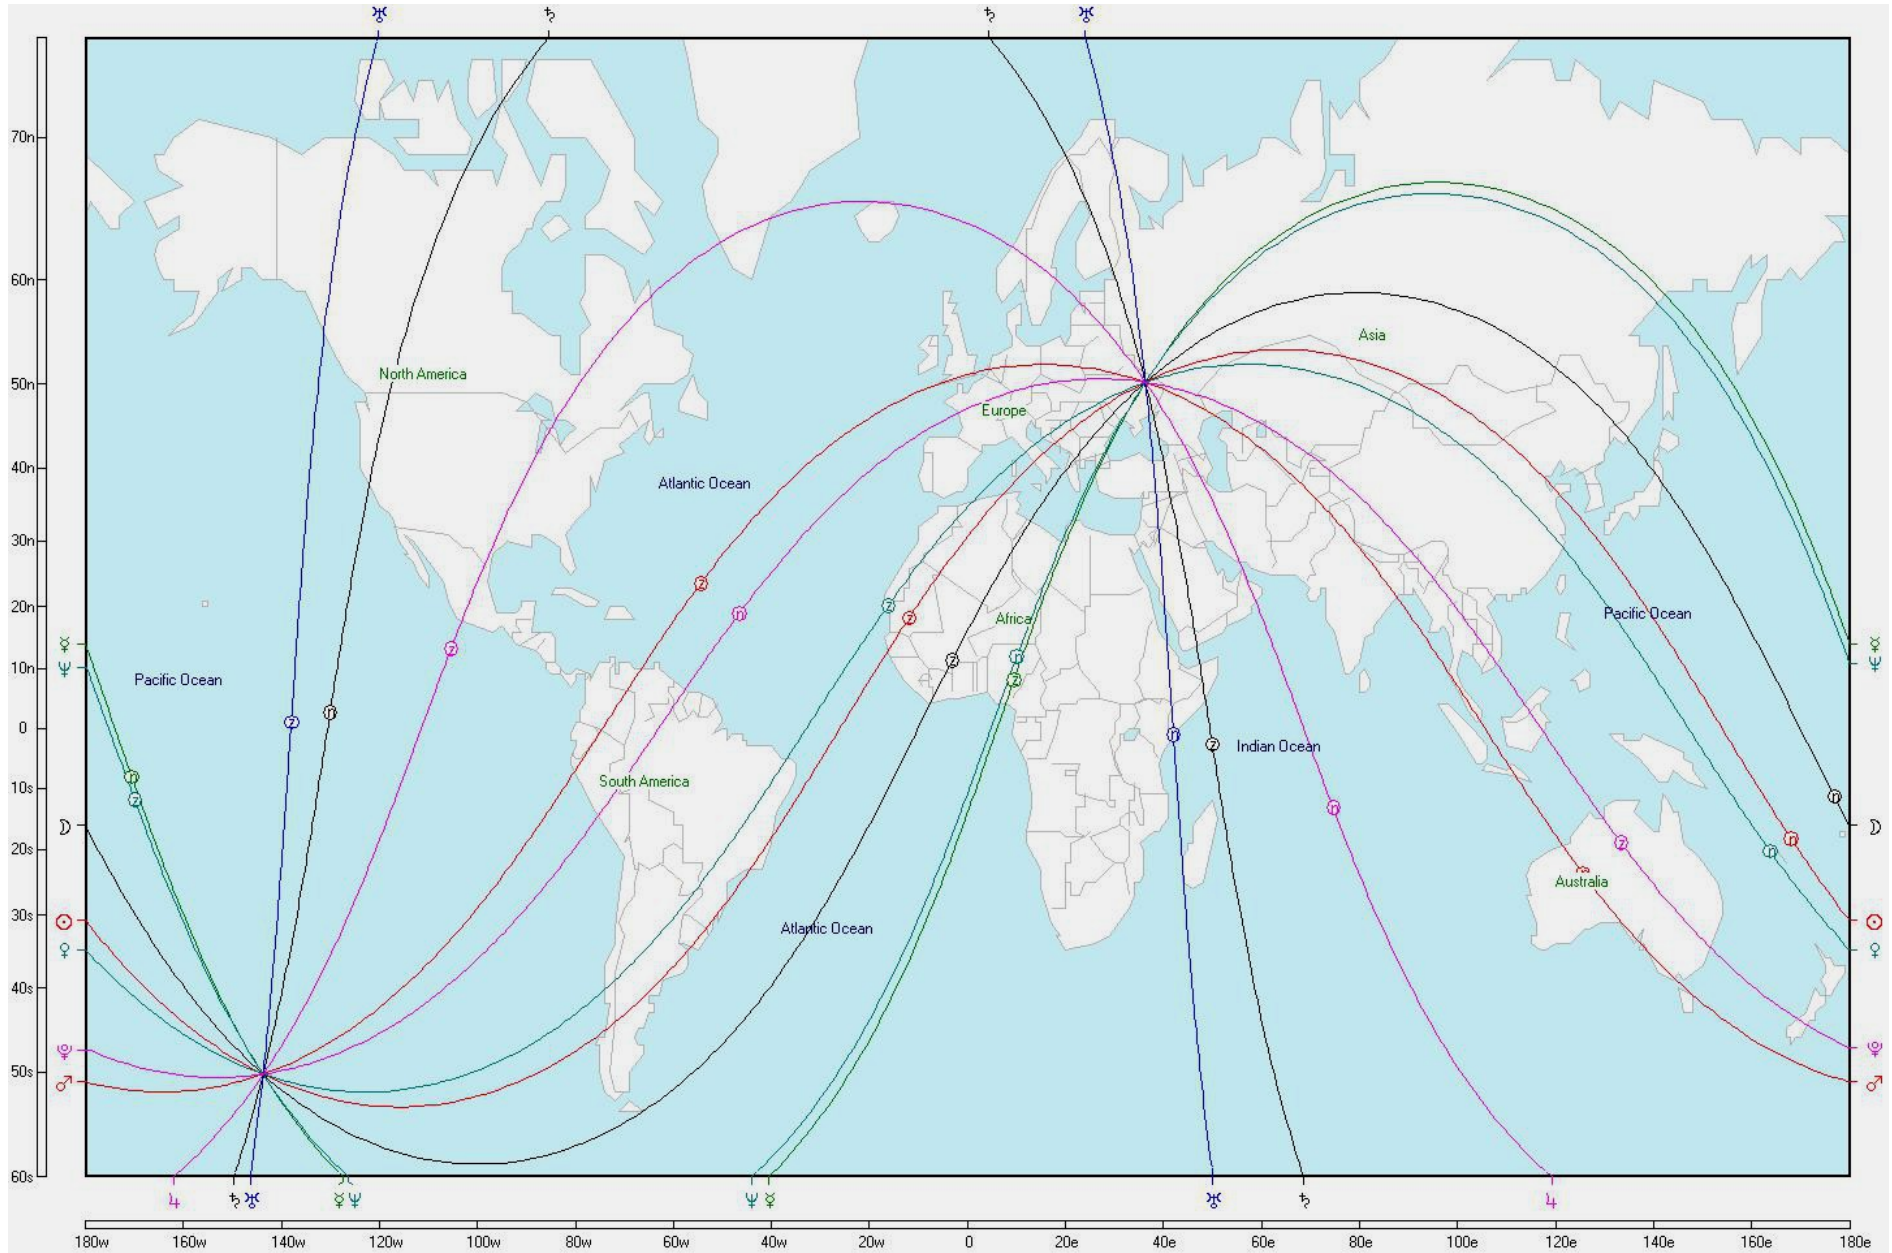 ♅ ♄ ♄ ♅
70n
60n
Asia
50n
North America
Europe
40n
Atlantic Ocean
30n
z
20n
n
z
z
Africa
Pacific Ocean
☿
z
n
z
☿
♆
10n
z
Pacific Ocean
♆
0
z
n
n
z
Indian Ocean
n
South America
z
10s
n
n
☽
n
☽
20s
z
n
Australia
30s
☉
Atlantic Ocean
☉
♀
♀
40s
50s
♂
♂
60s
♃ ♄ ♅ ☿ ♆ ♆ ☿ ♅ ♄ ♃
180w 160w 140w 120w 100w 80w 60w 40w 20w 0 20e 40e 60e 80e 100e 120e 140e 160e 180e